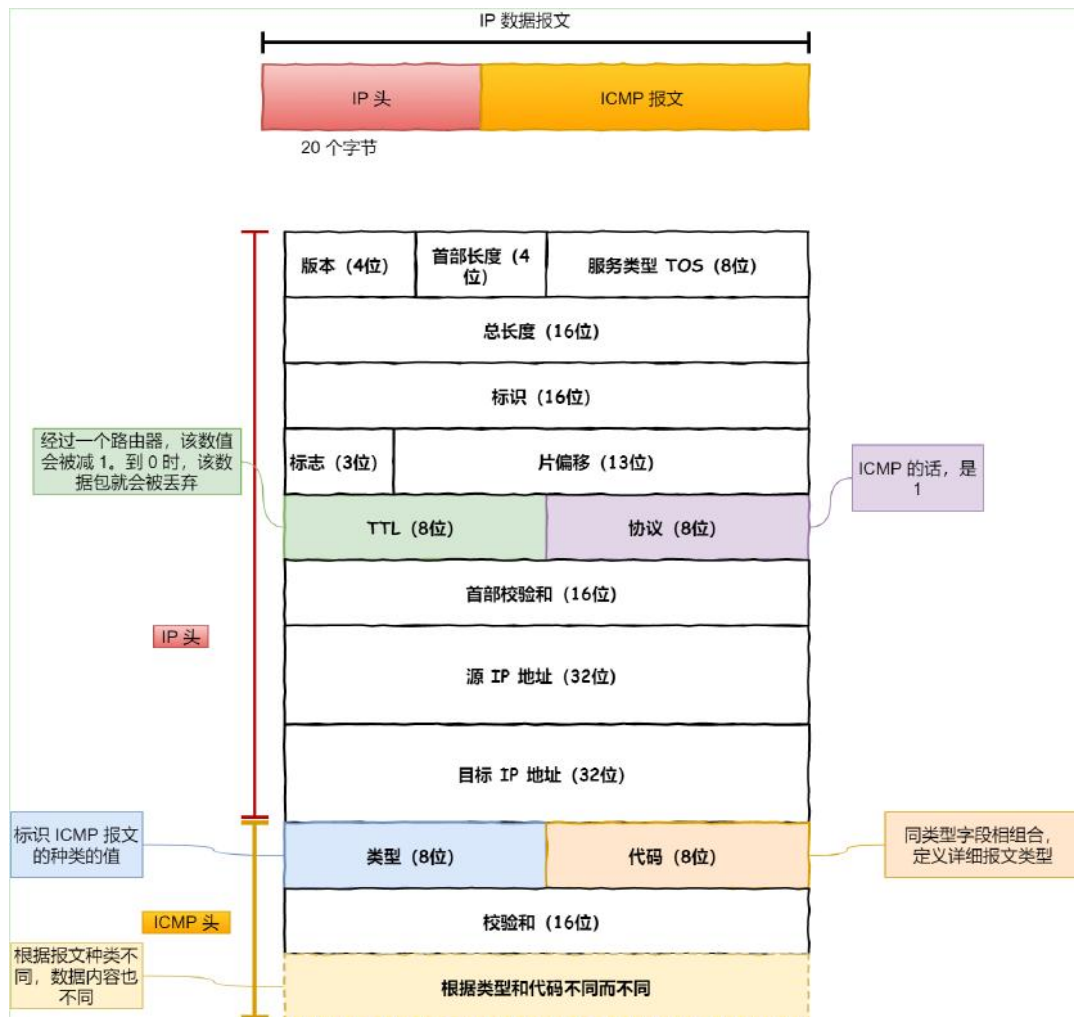 IP 数据报文
IP 头
ICMP 报文
20 个字节
版本（4位）
首部长度（4
位）
服务类型 TOS（8位）
总长度（16位）
标识（16位）
经过一个路由器，该数值
会被减 1。到 0 时，该数
据包就会被丢弃
标志（3位）
片偏移（13位）
ICMP 的话，是
1
TTL（8位）
协议（8位）
首部校验和（16位）
IP 头
源 IP 地址（32位）
目标 IP 地址（32位）
标识 ICMP 报文
的种类的值
类型（8位）
代码（8位）
同类型字段相组合，
定义详细报文类型
ICMP 头
校验和（16位）
根据报文种类不
同，数据内容也
不同
根据类型和代码不同而不同